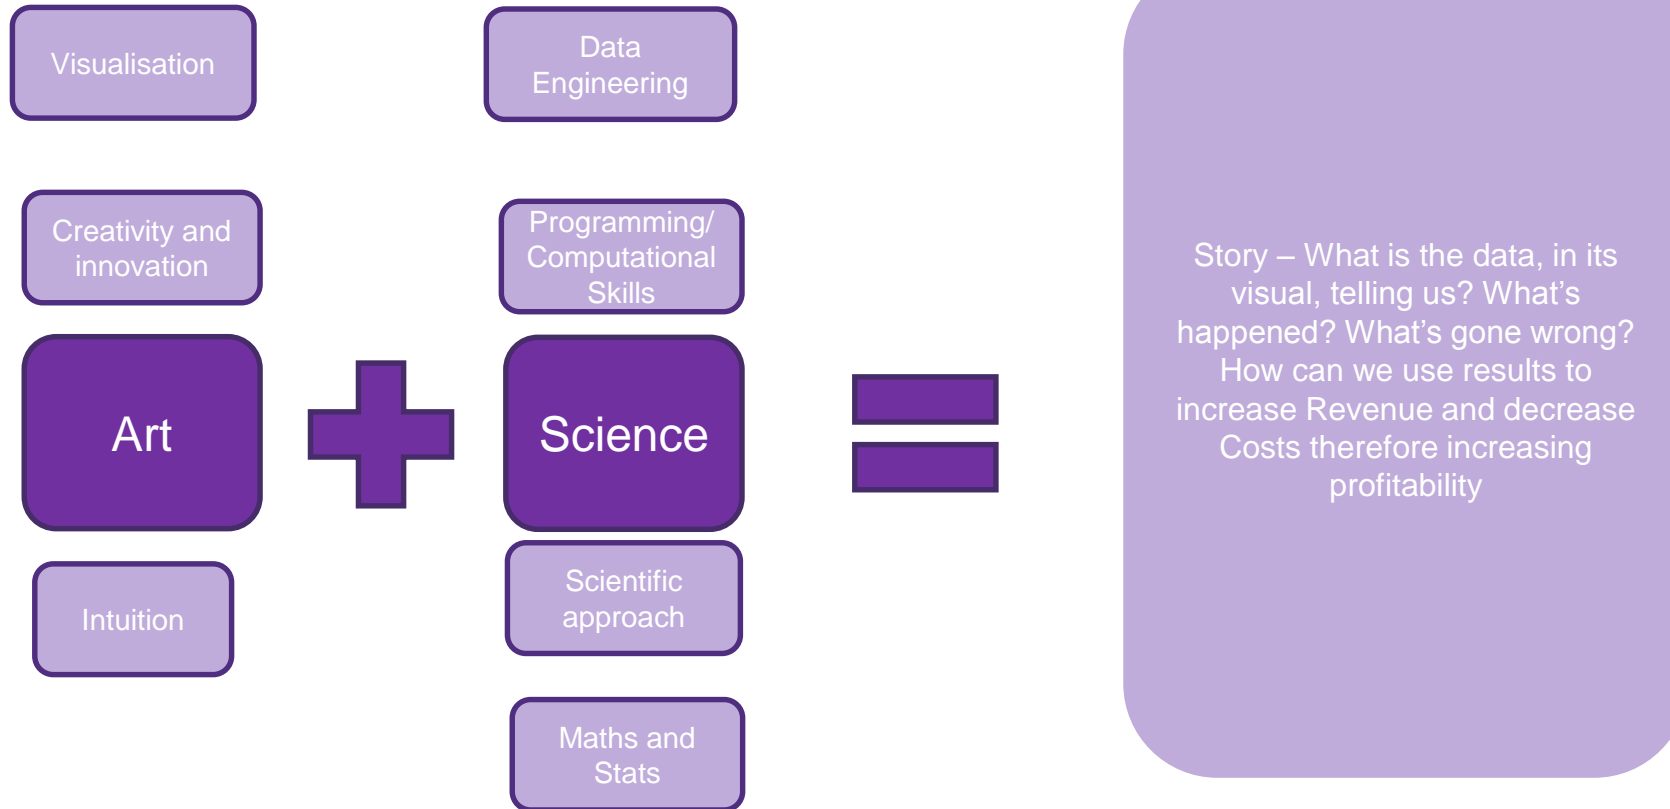 Visualisation
Data
Engineering
Creativity and
innovation
Programming/
Computational
Skills
Art
Science
Intuition
Scientific
approach
Maths and
Stats
Story – What is the data, in its
visual, telling us? What’s
happened? What’s gone wrong?
How can we use results to
increase Revenue and decrease
Costs therefore increasing
profitability